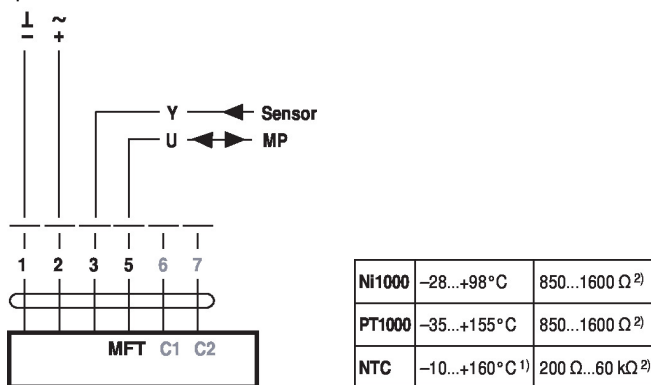 ⊥ ~
– +
Y Sensor
U MP
1 2 3 5 6 7
MFT C1 C2
Ni1000 –28...+98°C 850...1600 Ω 2)
PT1000 –35...+155°C 850...1600 Ω 2)
NTC –10...+160°C 1) 200 Ω...60 kΩ 2)